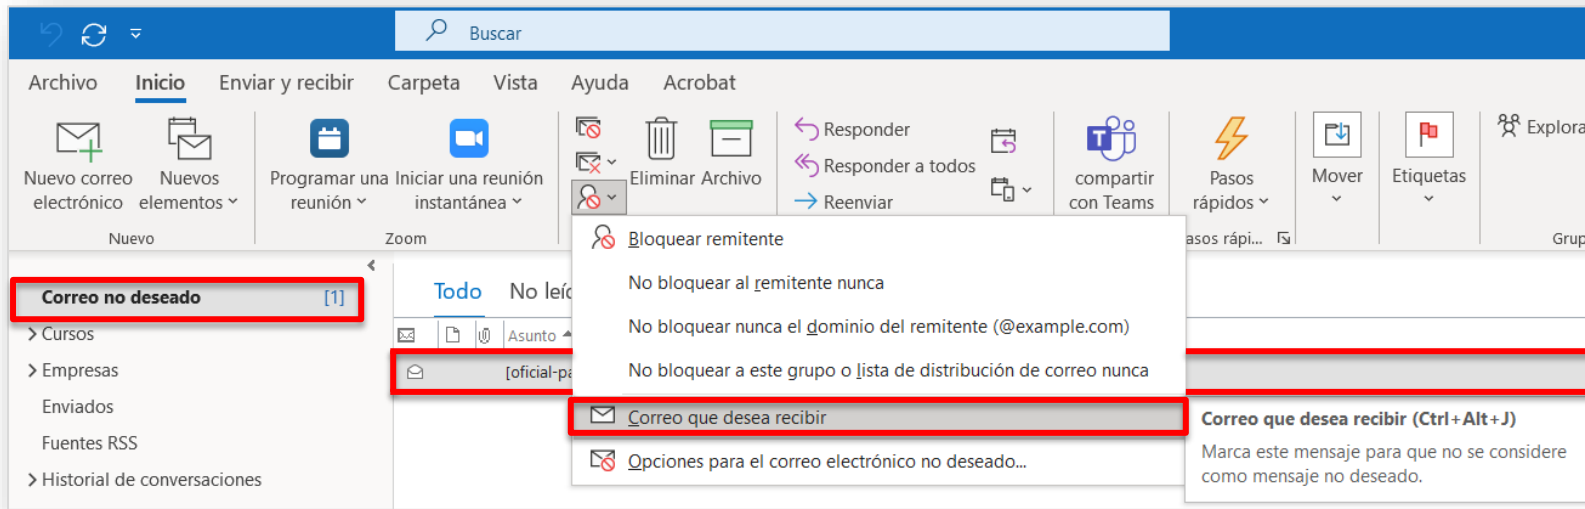 Buscar
Archivo Inicio Enviar y recibir Carpeta Vista Ayuda Acrobat
Nuevo correo electrónico
Nuevos elementos
Programar una reunión
Iniciar una reunión instantánea
Eliminar
Archivo
Responder
Responder a todos
Reenviar
compartir con Teams
Pasos rápidos
Mover
Etiquetas
Explora
Nuevo
Zoom
asos rápi...
Grup
Correo no deseado [1]
Cursos
Empresas
Enviados
Fuentes RSS
Historial de conversaciones
Todo No leíd
Asunto
[oficial-pa
Bloquear remitente
No bloquear al remitente nunca
No bloquear nunca el dominio del remitente (@example.com)
No bloquear a este grupo o lista de distribución de correo nunca
Correo que desea recibir
Opciones para el correo electrónico no deseado...
Correo que desea recibir (Ctrl+Alt+J)
Marca este mensaje para que no se considere
como mensaje no deseado.